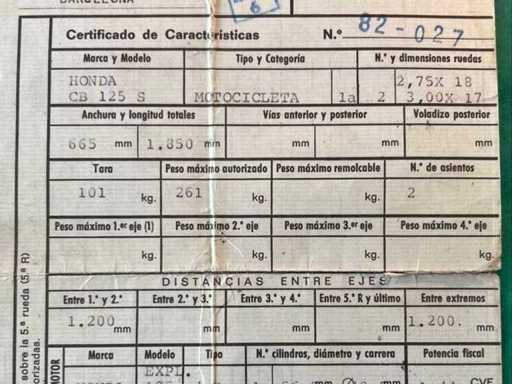 BARCELONA
6
Certificado de Características N.º 82-027
Marca y Modelo Tipo y Categoría N.º y dimensiones ruedas
HONDA 2,75X 18
CB 125 S MOTOCICLETA 1a 2 3,00X 17
Anchura y longitud totales Vías anterior y posterior Voladizo posterior
665 mm 1.850 mm mm mm mm
Tara Peso máximo autorizado Peso máximo remolcable N.º de asientos
101 kg. 261 kg. kg. 2
Peso máximo 1.er eje (1) Peso máximo 2.º eje Peso máximo 3.er eje Peso máximo 4.º eje
kg. kg. kg. kg.
DISTANCIAS ENTRE EJES
Entre 1.º y 2.º Entre 2.º y 3.º Entre 3.º y 4.º Entre 5.ª R y último Entre extremos
1.200 mm mm mm mm 1.200. mm
Marca Modelo Tipo N.º cilindros, diámetro y carrera Potencia fiscal
EXPL.
mm CVF
sobre la 5.ª rueda (5.ª R)
MOTOR